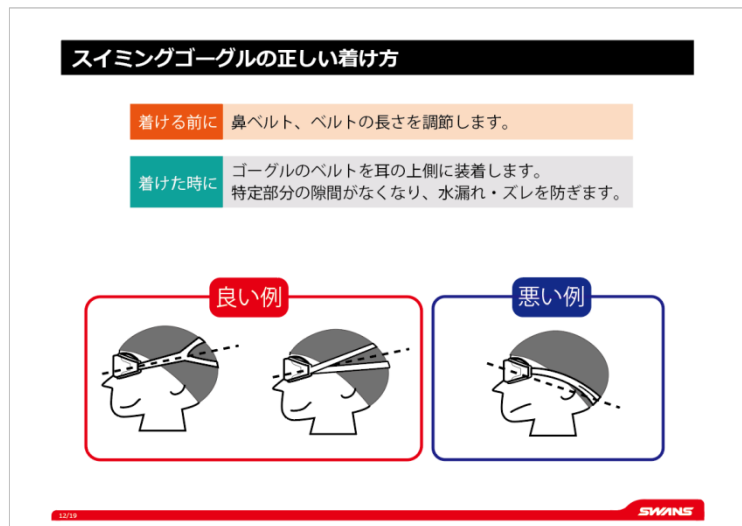 スイミングゴーグルの正しい着け方
着ける前に 鼻ベルト、ベルトの長さを調節します。
着けた時に ゴーグルのベルトを耳の上側に装着します。
特定部分の隙間がなくなり、水漏れ・ズレを防ぎます。
良い例
悪い例
12/19
SWANS